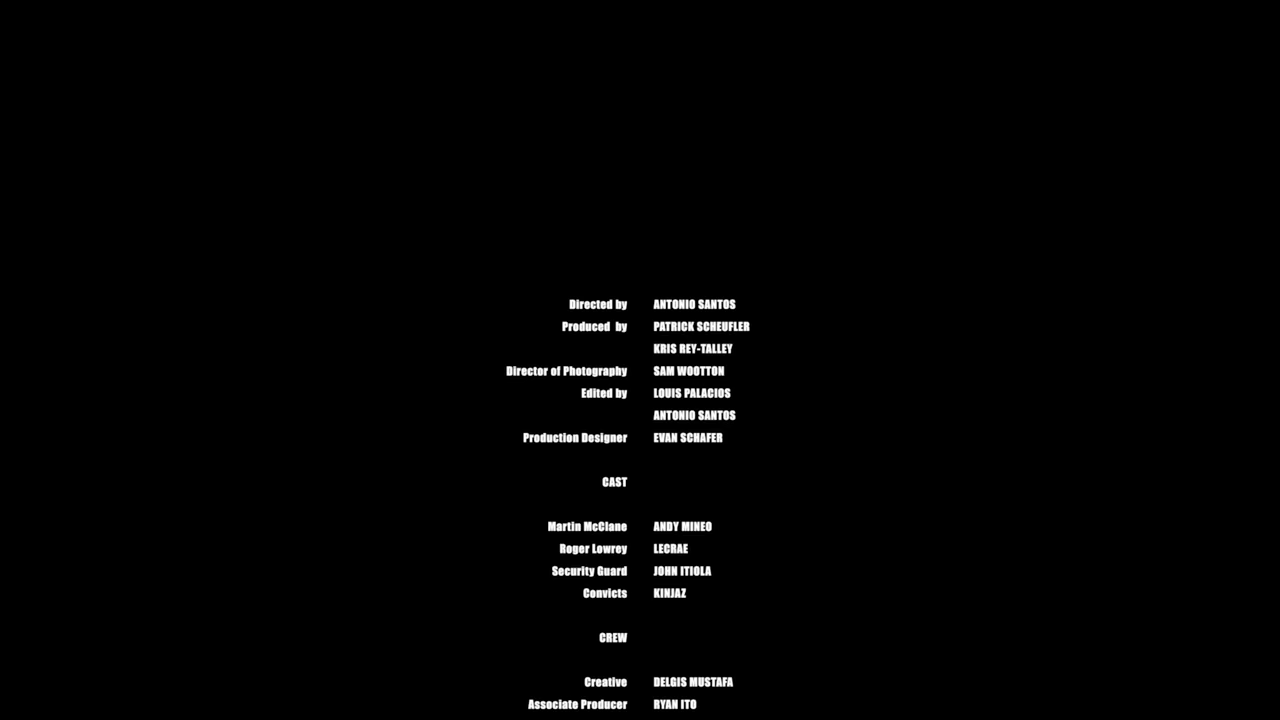 Directed by ANTONIO SANTOS
Produced by PATRICK SCHEUFLER
KRIS REY-TALLEY
Director of Photography SAM WOOTTON
Edited by LOUIS PALACIOS
ANTONIO SANTOS
Production Designer EVAN SCHAFER
CAST
Martin McClane ANDY MINEO
Roger Lowrey LECRAE
Security Guard JOHN ITIOLA
Convicts KINJAZ
CREW
Creative DELGIS MUSTAFA
Associate Producer RYAN ITO